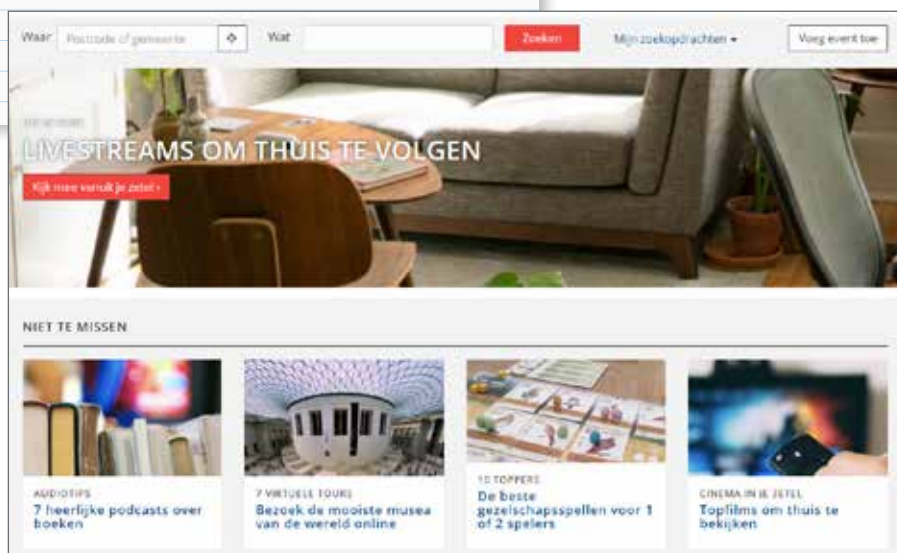 Waar Postcode of gemeente Wat Zoeken Mijn zoekopdrachten Voeg event toe
LIVESTREAMS OM THUIS TE VOLGEN
Kijk mee vanuit je zetel ›
NIET TE MISSEN
AUDIOTIPS
7 heerlijke podcasts over
boeken
7 VIRTUELE TOURS
Bezoek de mooiste musea
van de wereld online
10 TOPPERS
De beste
gezelschapsspellen voor 1
of 2 spelers
CINEMA IN JE ZETEL
Topfilms om thuis te
bekijken